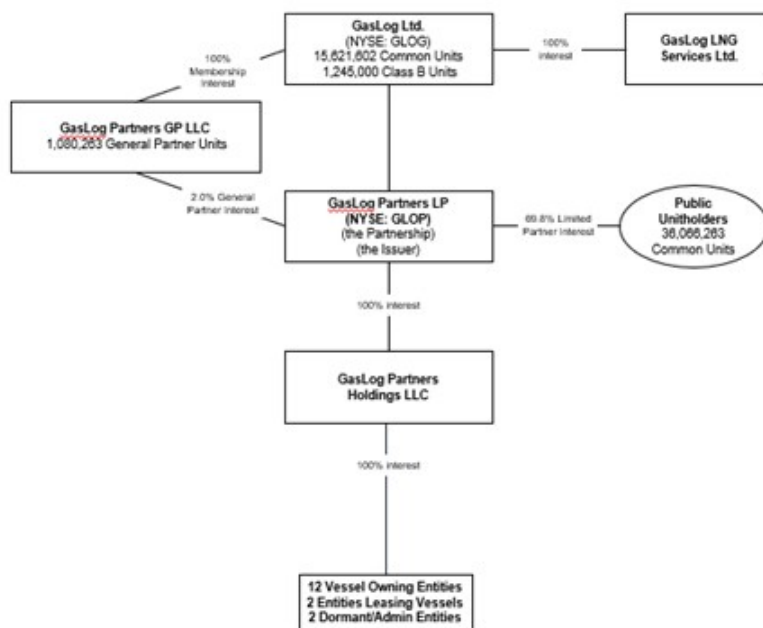 GasLog Ltd.
(NYSE: GLOG)
15,621,602 Common Units
1,245,000 Class B Units
100%
interest
GasLog LNG
Services Ltd.
100%
Membership
Interest
GasLog Partners GP LLC
1,080,263 General Partner Units
2.0% General
Partner Interest
GasLog Partners LP
(NYSE: GLOP)
(the Partnership)
(the Issuer)
69.8% Limited
Partner Interest
Public
Unitholders
36,066,263
Common Units
100% interest
GasLog Partners
Holdings LLC
100% interest
12 Vessel Owning Entities
2 Entities Leasing Vessels
2 Dormant/Admin Entities